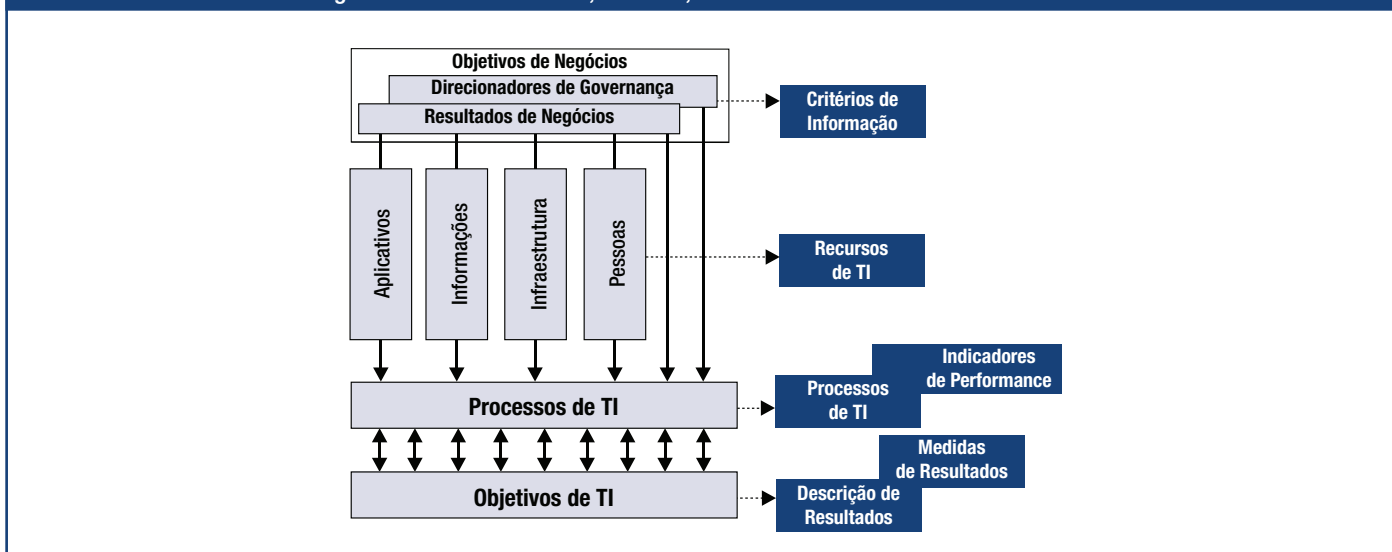 Objetivos de Negócios
Direcionadores de Governança
Resultados de Negócios
Critérios de
Informação
Aplicativos
Informações
Infraestrutura
Pessoas
Recursos
de TI
Indicadores
de Performance
Processos de TI
Processos
de TI
Medidas
de Resultados
Objetivos de TI
Descrição de
Resultados